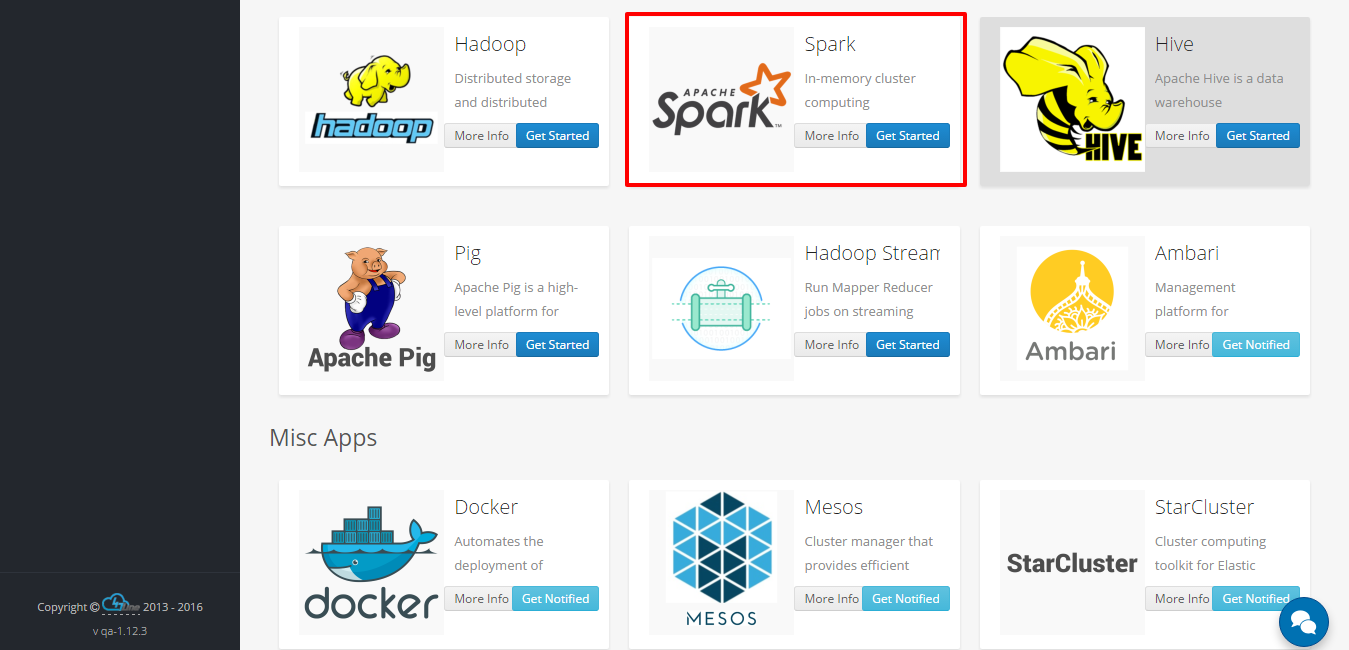 Hadoop
Distributed storage
and distributed
More Info Get Started
hadoop
Spark
In-memory cluster
computing
More Info Get Started
APACHE
Spark™
Hive
Apache Hive is a data
warehouse
More Info Get Started
HIVE
Pig
Apache Pig is a high-
level platform for
More Info Get Started
Apache Pig
Hadoop Stream
Run Mapper Reducer
jobs on streaming
More Info Get Started
Ambari
Management
platform for
More Info Get Notified
Ambari
Misc Apps
Docker
Automates the
deployment of
More Info Get Notified
docker
Mesos
Cluster manager that
provides efficient
More Info Get Notified
MESOS
StarCluster
Cluster computing
toolkit for Elastic
More Info Get Notified
StarCluster
Copyright © 2013 - 2016
v qa-1.12.3